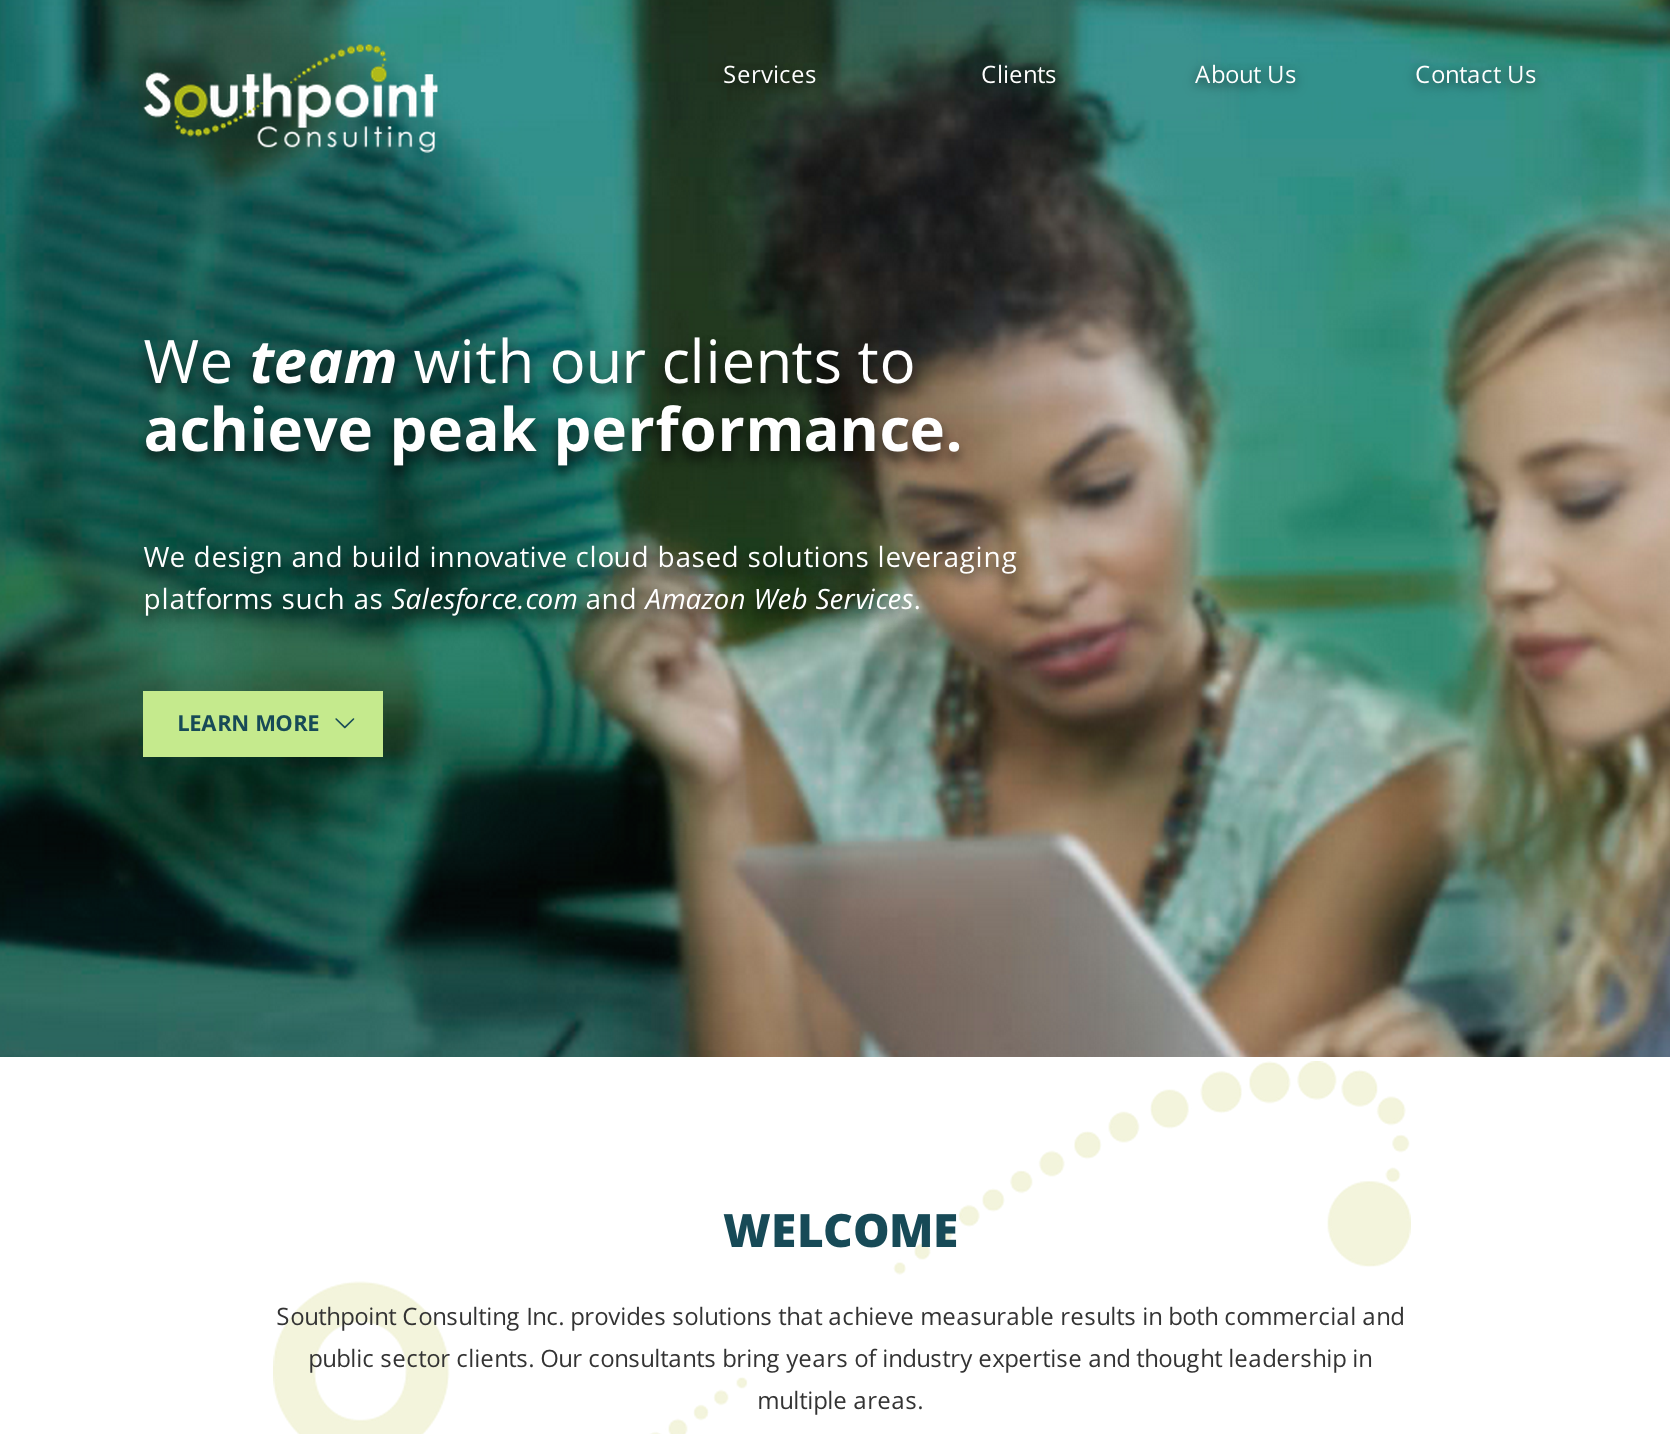 Southpoint
Consulting
Services
Clients
About Us
Contact Us
We team with our clients to
achieve peak performance.
We design and build innovative cloud based solutions leveraging
platforms such as Salesforce.com and Amazon Web Services.
LEARN MORE
WELCOME
Southpoint Consulting Inc. provides solutions that achieve measurable results in both commercial and
public sector clients. Our consultants bring years of industry expertise and thought leadership in
multiple areas.